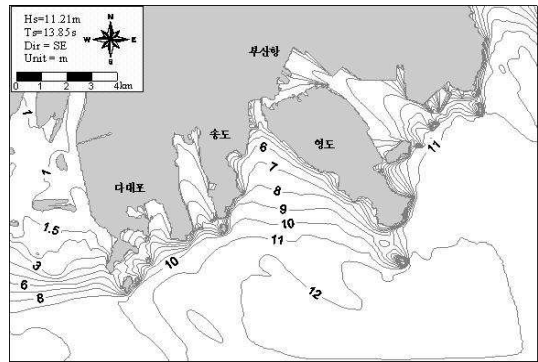 Hs=11.21m
Ts=13.85s
Dir = SE
Unit = m
N
W E
S
0 1 2 3 4km
부산항
송도
영도
다대포
1
1
1.5
3
6
8
10
6
7
8
9
10
11
12
11